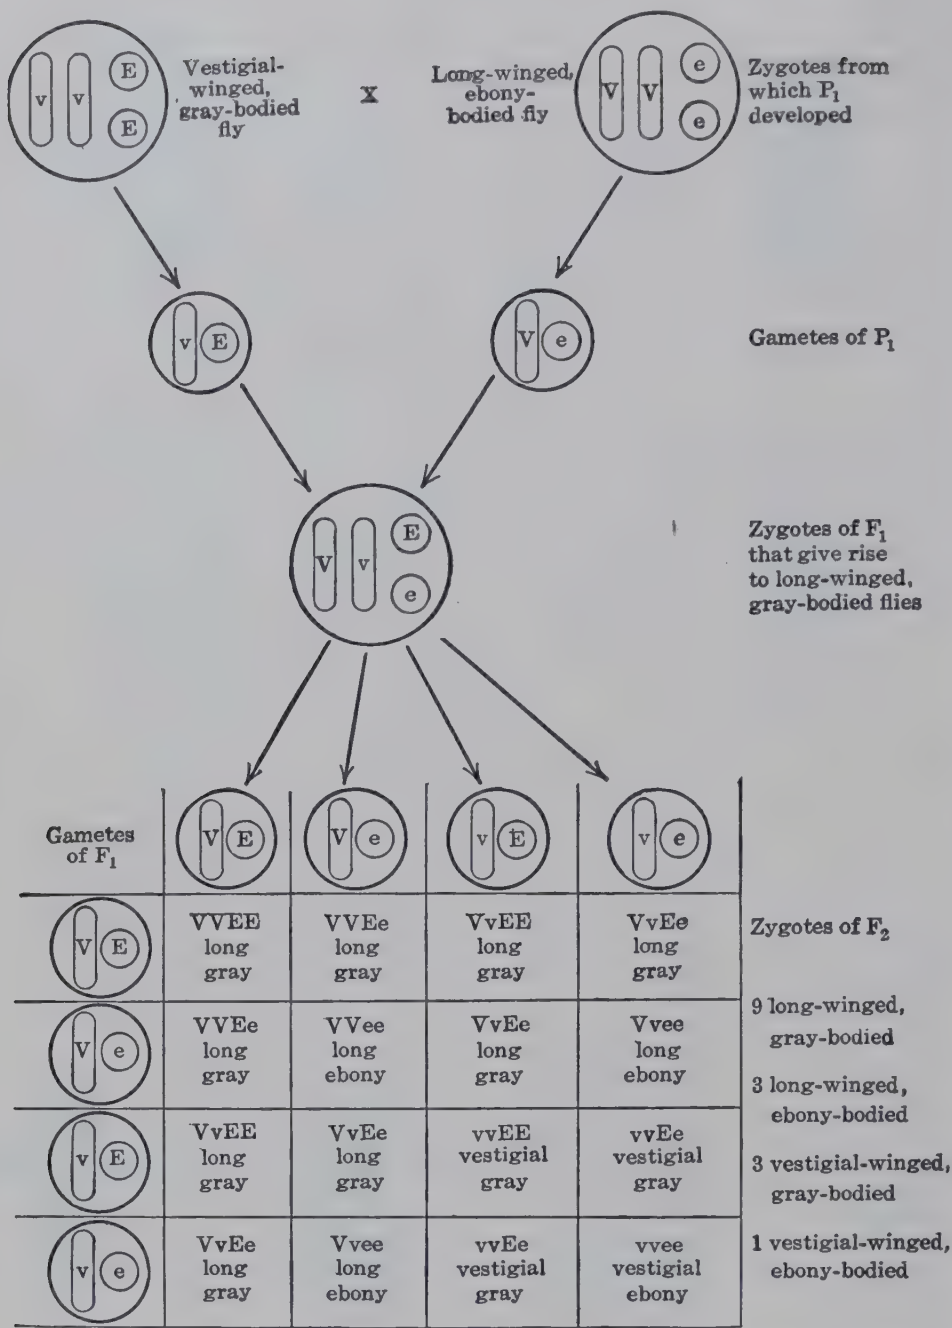 v v E E
Vestigial-
winged,
gray-bodied
fly
X
Long-winged,
ebony-
bodied fly
V V e e
Zygotes from
which P₁
developed
v E
V e
Gametes of P₁
V v E e
Zygotes of F₁
that give rise
to long-winged,
gray-bodied flies
Gametes
of F₁
V E
V e
v E
v e
V E
VVEE
long
gray
VVEe
long
gray
VvEE
long
gray
VvEe
long
gray
Zygotes of F₂
V e
VVEe
long
gray
VVee
long
ebony
VvEe
long
gray
Vvee
long
ebony
9 long-winged,
gray-bodied
3 long-winged,
ebony-bodied
v E
VvEE
long
gray
VvEe
long
gray
vvEE
vestigial
gray
vvEe
vestigial
gray
3 vestigial-winged,
gray-bodied
v e
VvEe
long
gray
Vvee
long
ebony
vvEe
vestigial
gray
vvee
vestigial
ebony
1 vestigial-winged,
ebony-bodied